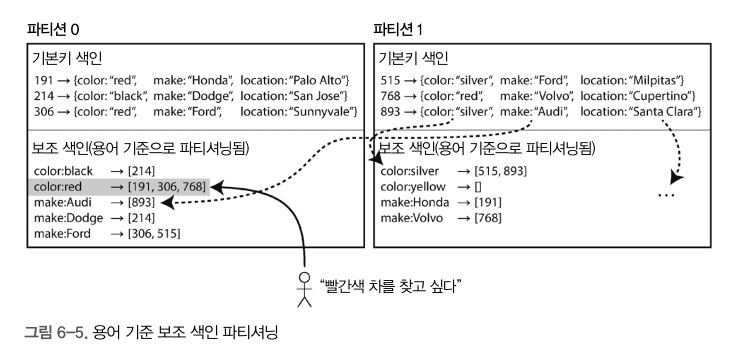 파티션 0
기본키 색인
191 → {color:“red”, make:“Honda”, location:“Palo Alto”}
214 → {color:“black”, make:“Dodge”, location:“San Jose”}
306 → {color:“red”, make:“Ford”, location:“Sunnyvale”}
보조 색인(용어 기준으로 파티셔닝됨)
color:black → [214]
color:red → [191, 306, 768]
make:Audi → [893]
make:Dodge → [214]
make:Ford → [306, 515]
파티션 1
기본키 색인
515 → {color:“silver”, make:“Ford”, location:“Milpitas”}
768 → {color:“red”, make:“Volvo”, location:“Cupertino”}
893 → {color:“silver”, make:“Audi”, location:“Santa Clara”}
보조 색인(용어 기준으로 파티셔닝됨)
color:silver → [515, 893]
color:yellow → []
make:Honda → [191]
make:Volvo → [768]
...
“빨간색 차를 찾고 싶다”
그림 6-5. 용어 기준 보조 색인 파티셔닝